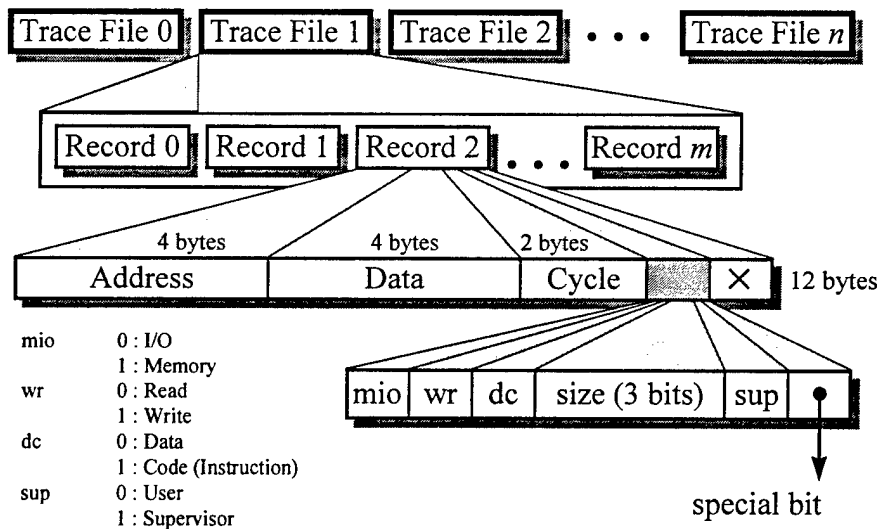 Trace File 0 Trace File 1 Trace File 2 • • • Trace File n
Record 0 Record 1 Record 2 • • • Record m
4 bytes 4 bytes 2 bytes
Address Data Cycle × 12 bytes
mio 0 : I/O
1 : Memory
wr 0 : Read
1 : Write
dc 0 : Data
1 : Code (Instruction)
sup 0 : User
1 : Supervisor
mio wr dc size (3 bits) sup
special bit